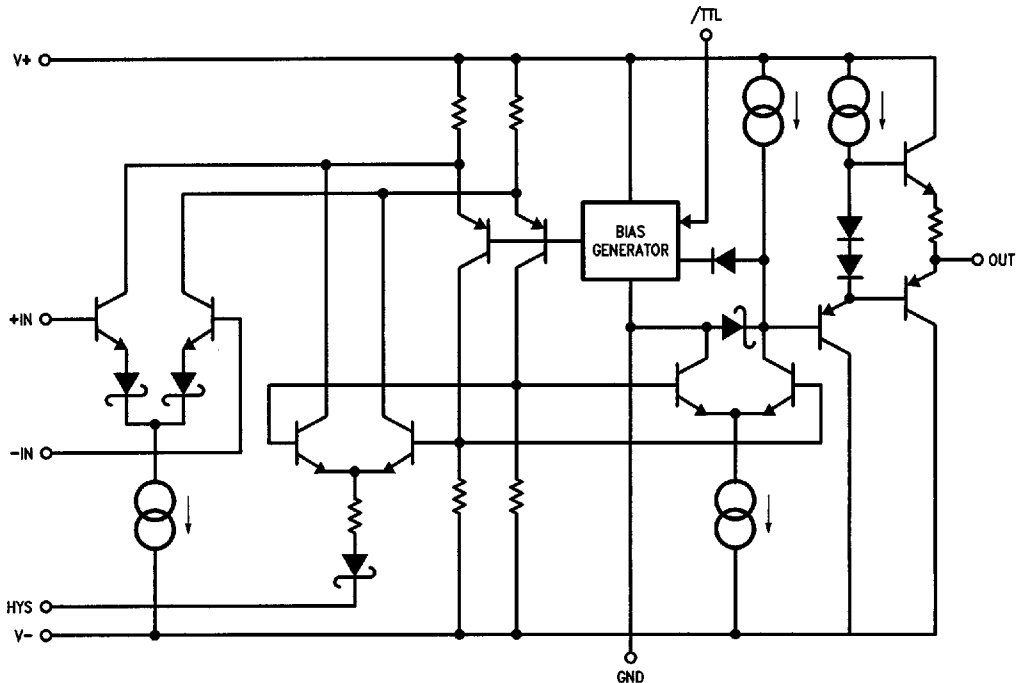 /TTL
V+
BIAS
GENERATOR
OUT
+IN
-IN
HYS
V-
GND